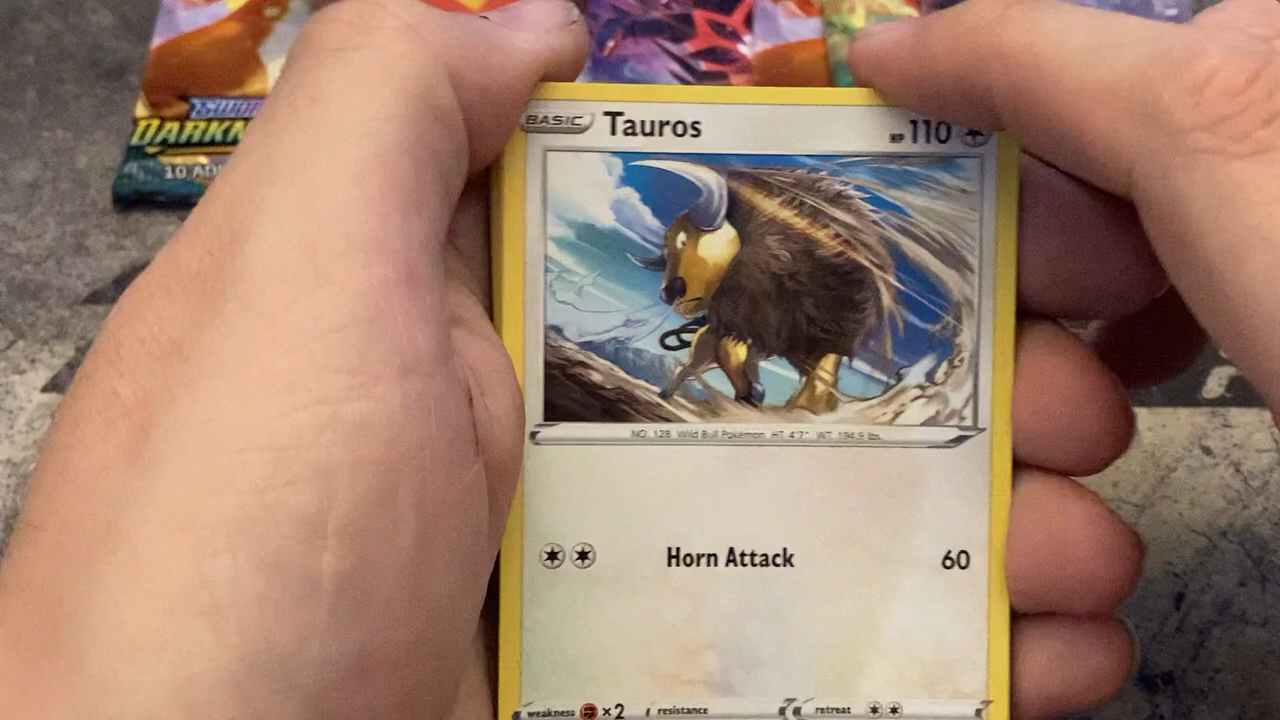 DARKN
10 AD
BASIC Tauros HP 110
NO. 128 Wild Bull Pokémon HT 4'7" WT 194.9 lbs.
Horn Attack 60
weakness ×2 resistance retreat